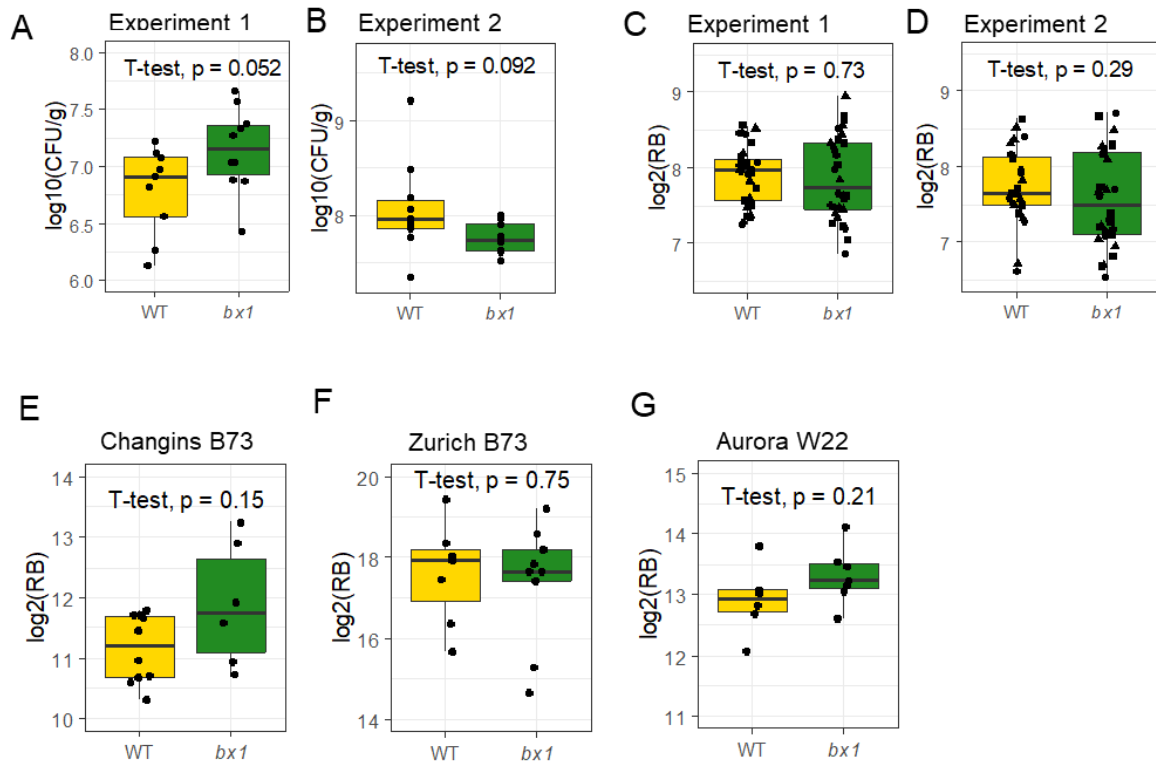 A
Experiment 1
T-test, p = 0.052
log10(CFU/g)
8.0
7.5
7.0
6.5
6.0
WT
bx1
B
Experiment 2
T-test, p = 0.092
log10(CFU/g)
9
8
WT
bx1
C
Experiment 1
T-test, p = 0.73
log2(RB)
9
8
7
WT
bx1
D
Experiment 2
T-test, p = 0.29
log2(RB)
9
8
7
WT
bx1
E
Changins B73
T-test, p = 0.15
log2(RB)
14
13
12
11
10
WT
bx1
F
Zurich B73
T-test, p = 0.75
log2(RB)
20
18
16
14
WT
bx1
G
Aurora W22
T-test, p = 0.21
log2(RB)
15
14
13
12
11
WT
bx1